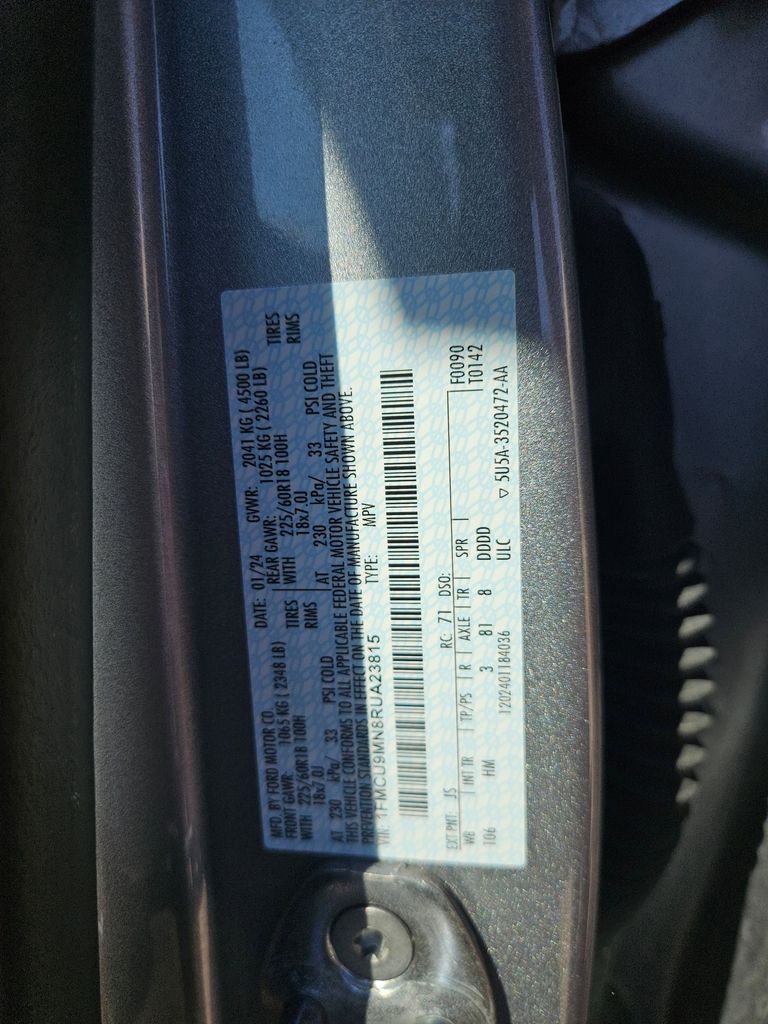 MFD. BY FORD MOTOR CO. DATE: 01/24 GVWR: 2041 KG ( 4500 LB)
FRONT GAWR: 1065 KG ( 2348 LB) REAR GAWR: 1025 KG ( 2260 LB)
WITH 225/60R18 100H TIRES WITH 225/60R18 100H TIRES
18x7.0J RIMS 18x7.0J RIMS
AT 230 kPa/ 33 PSI COLD AT 230 kPa/ 33 PSI COLD
THIS VEHICLE CONFORMS TO ALL APPLICABLE FEDERAL MOTOR VEHICLE SAFETY AND THEFT
PREVENTION STANDARDS IN EFFECT ON THE DATE OF MANUFACTURE SHOWN ABOVE.
VIN: 1FMCU9MN8RUA23815 TYPE: MPV
EXT PNT: JS RC: 71 DSO: F0090
WB INT TR TP/PS R AXLE TR SPR T0142
106 HM 3 81 8 DDDD
1202401184036 ULC ▽ 5U5A-3520472-AA